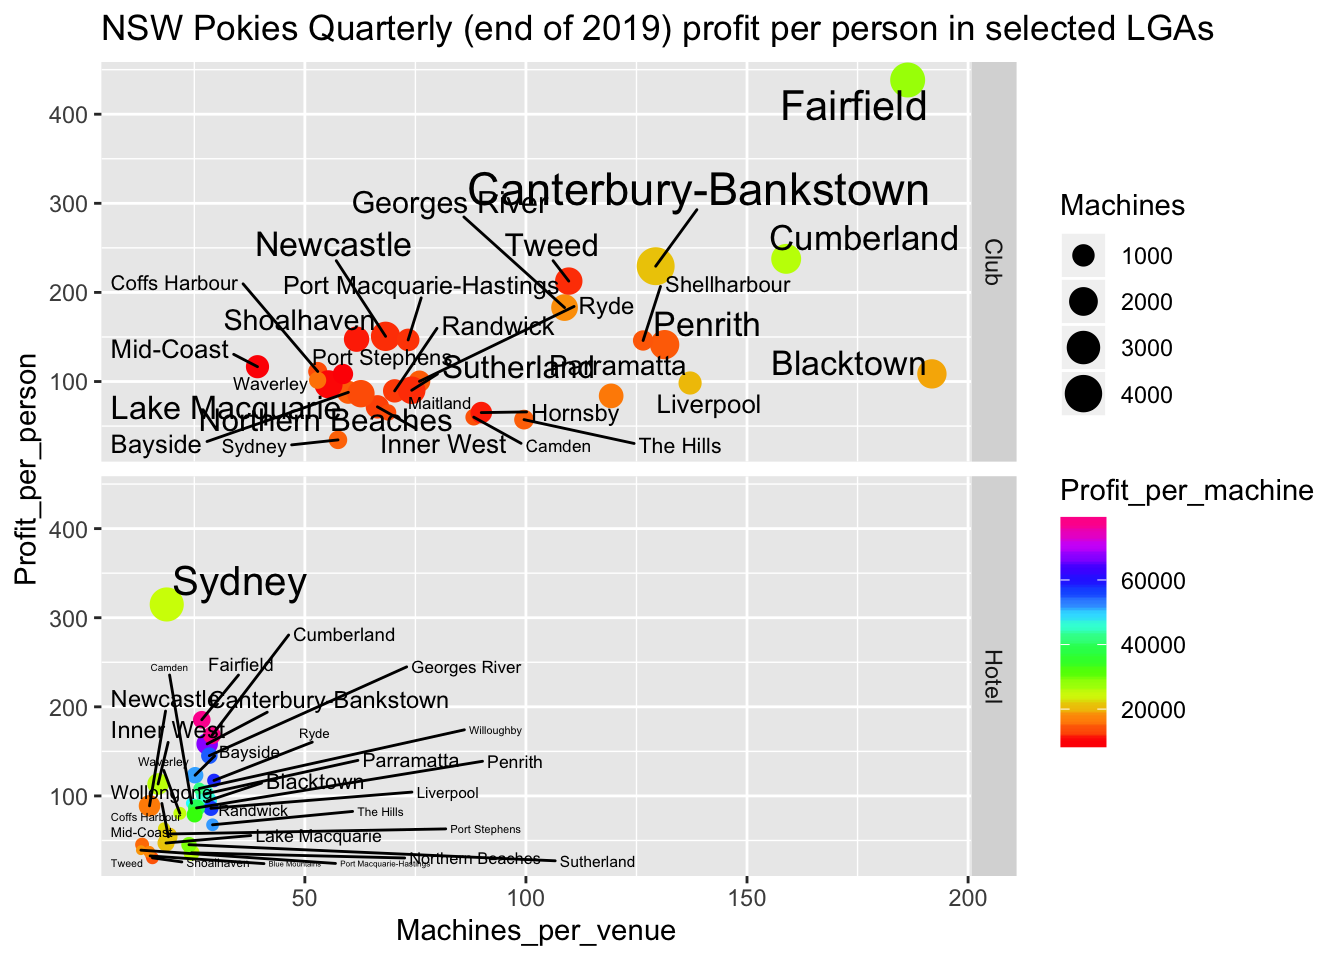 NSW Pokies Quarterly (end of 2019) profit per person in selected LGAs
Fairfield
Canterbury-Bankstown
Georges River
Cumberland
Newcastle
Tweed
Coffs Harbour
Port Macquarie-Hastings
Shellharbour
Ryde
Shoalhaven
Randwick
Penrith
Mid-Coast
Port Stephens
Sutherland
Parramatta
Blacktown
Waverley
Lake Macquarie
Maitland
Liverpool
Northern Beaches
Hornsby
Bayside
Sydney
Inner West
Camden
The Hills
400
300
200
100
Club
Sydney
Cumberland
Camden
Fairfield
Georges River
Newcastle
Canterbury-Bankstown
Inner West
Ryde
Willoughby
Bayside
Waverley
Parramatta
Penrith
Blacktown
Wollongong
Liverpool
Coffs Harbour
Randwick
The Hills
Mid-Coast
Lake Macquarie
Port Stephens
Tweed
Shoalhaven
Blue Mountains
Port Macquarie-Hastings
Northern Beaches
Sutherland
400
300
200
100
Hotel
50
100
150
200
Machines_per_venue
Profit_per_person
Machines
1000
2000
3000
4000
Profit_per_machine
60000
40000
20000